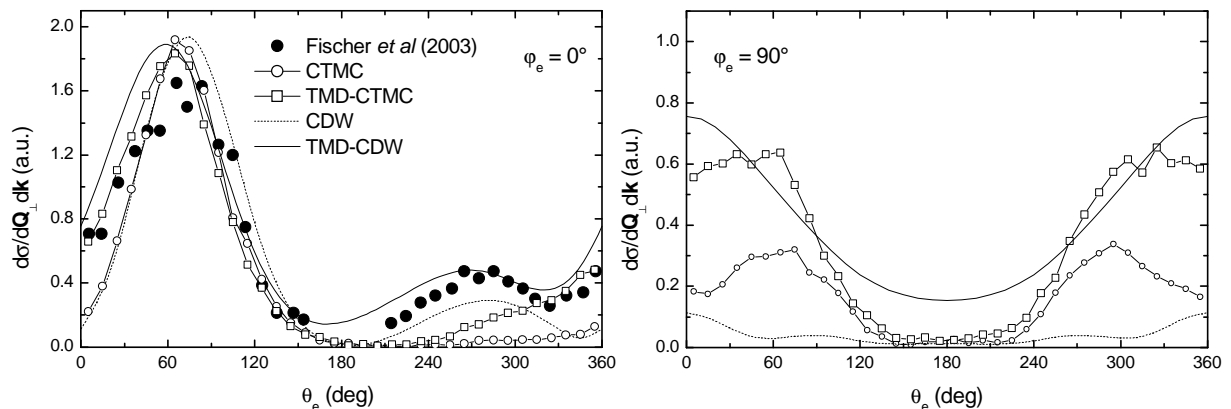 2.0
1.6
1.2
0.8
0.4
0.0
dσ/dQ⊥dk (a.u.)
Fischer et al (2003)
CTMC
TMD-CTMC
CDW
TMD-CDW
φe = 0°
0 60 120 180 240 300 360
θe (deg)
1.0
0.8
0.6
0.4
0.2
0.0
dσ/dQ⊥dk (a.u.)
φe = 90°
0 60 120 180 240 300 360
θe (deg)